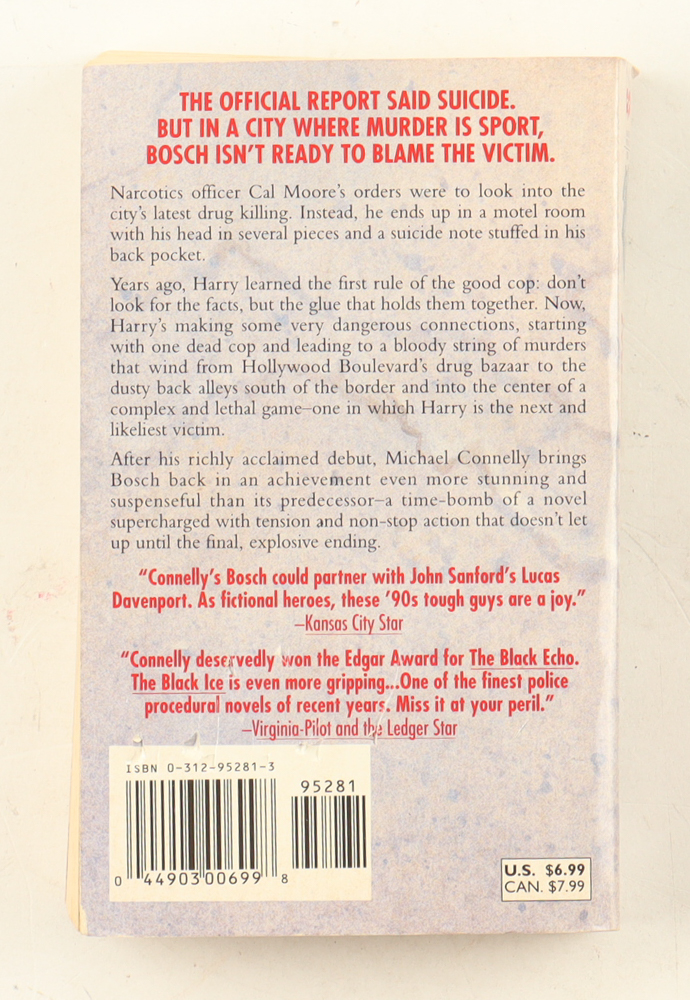 THE OFFICIAL REPORT SAID SUICIDE.
BUT IN A CITY WHERE MURDER IS SPORT,
BOSCH ISN'T READY TO BLAME THE VICTIM.
Narcotics officer Cal Moore's orders were to look into the
city's latest drug killing. Instead, he ends up in a motel room
with his head in several pieces and a suicide note stuffed in his
back pocket.
Years ago, Harry learned the first rule of the good cop: don't
look for the facts, but the glue that holds them together. Now,
Harry's making some very dangerous connections, starting
with one dead cop and leading to a bloody string of murders
that wind from Hollywood Boulevard's drug bazaar to the
dusty back alleys south of the border and into the center of a
complex and lethal game–one in which Harry is the next and
likeliest victim.
After his richly acclaimed debut, Michael Connelly brings
Bosch back in an achievement even more stunning and
suspenseful than its predecessor–a time-bomb of a novel
supercharged with tension and non-stop action that doesn't let
up until the final, explosive ending.
"Connelly's Bosch could partner with John Sanford's Lucas
Davenport. As fictional heroes, these '90s tough guys are a joy."
–Kansas City Star
"Connelly deservedly won the Edgar Award for The Black Echo.
The Black Ice is even more gripping...One of the finest police
procedural novels of recent years. Miss it at your peril."
–Virginia-Pilot and the Ledger Star
ISBN 0-312-95281-3
95281
0 44903 00699 8
U.S. $6.99
CAN. $7.99